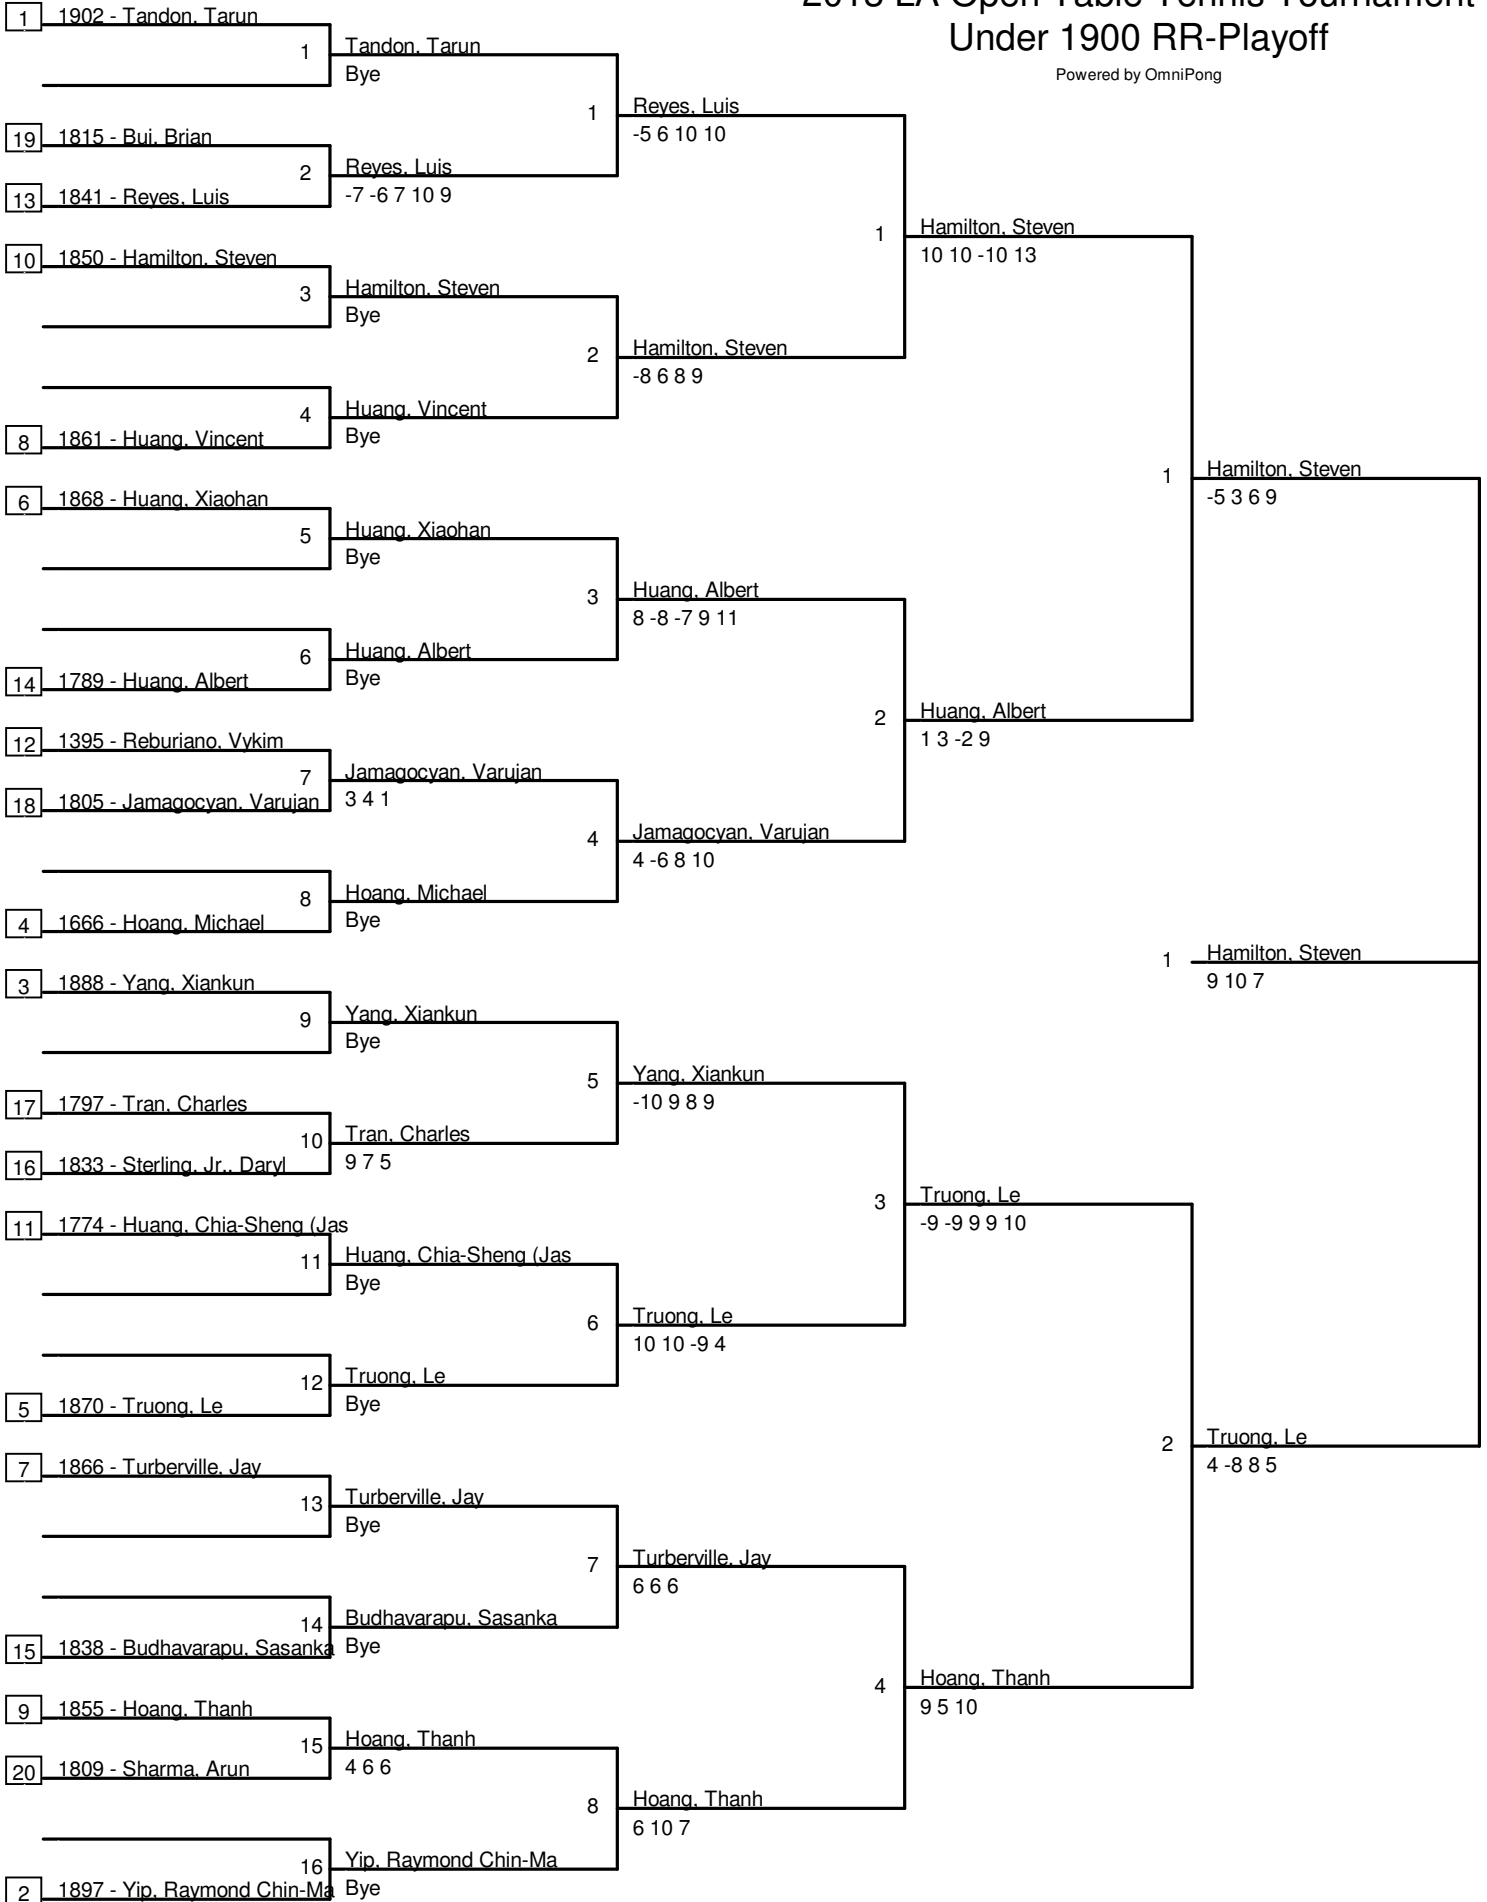 2018 LA Open Table Tennis Tournament
Under 1900 RR-Playoff
Powered by OmniPong
1 1902 - Tandon, Tarun
1 Tandon, Tarun
Bye
1 Reyes, Luis
-5 6 10 10
19 1815 - Bui, Brian
2 Reyes, Luis
-7 -6 7 10 9
13 1841 - Reyes, Luis
1 Hamilton, Steven
10 10 -10 13
10 1850 - Hamilton, Steven
3 Hamilton, Steven
Bye
2 Hamilton, Steven
-8 6 8 9
4 Huang, Vincent
Bye
8 1861 - Huang, Vincent
1 Hamilton, Steven
-5 3 6 9
6 1868 - Huang, Xiaohan
5 Huang, Xiaohan
Bye
3 Huang, Albert
8 -8 -7 9 11
6 Huang, Albert
Bye
14 1789 - Huang, Albert
2 Huang, Albert
1 3 -2 9
12 1395 - Reburiano, Vykim
7 Jamagocyan, Varujan
3 4 1
18 1805 - Jamagocyan, Varujan
4 Jamagocyan, Varujan
4 -6 8 10
8 Hoang, Michael
Bye
4 1666 - Hoang, Michael
1 Hamilton, Steven
9 10 7
3 1888 - Yang, Xiankun
9 Yang, Xiankun
Bye
5 Yang, Xiankun
-10 9 8 9
17 1797 - Tran, Charles
10 Tran, Charles
9 7 5
16 1833 - Sterling, Jr., Daryl
3 Truong, Le
-9 -9 9 9 10
11 1774 - Huang, Chia-Sheng (Jas
11 Huang, Chia-Sheng (Jas
Bye
6 Truong, Le
10 10 -9 4
12 Truong, Le
Bye
5 1870 - Truong, Le
2 Truong, Le
4 -8 8 5
7 1866 - Turberville, Jay
13 Turberville, Jay
Bye
7 Turberville, Jay
6 6 6
14 Budhavarapu, Sasanka
Bye
15 1838 - Budhavarapu, Sasanka
4 Hoang, Thanh
9 5 10
9 1855 - Hoang, Thanh
15 Hoang, Thanh
4 6 6
20 1809 - Sharma, Arun
8 Hoang, Thanh
6 10 7
16 Yip, Raymond Chin-Ma
Bye
2 1897 - Yip, Raymond Chin-Ma